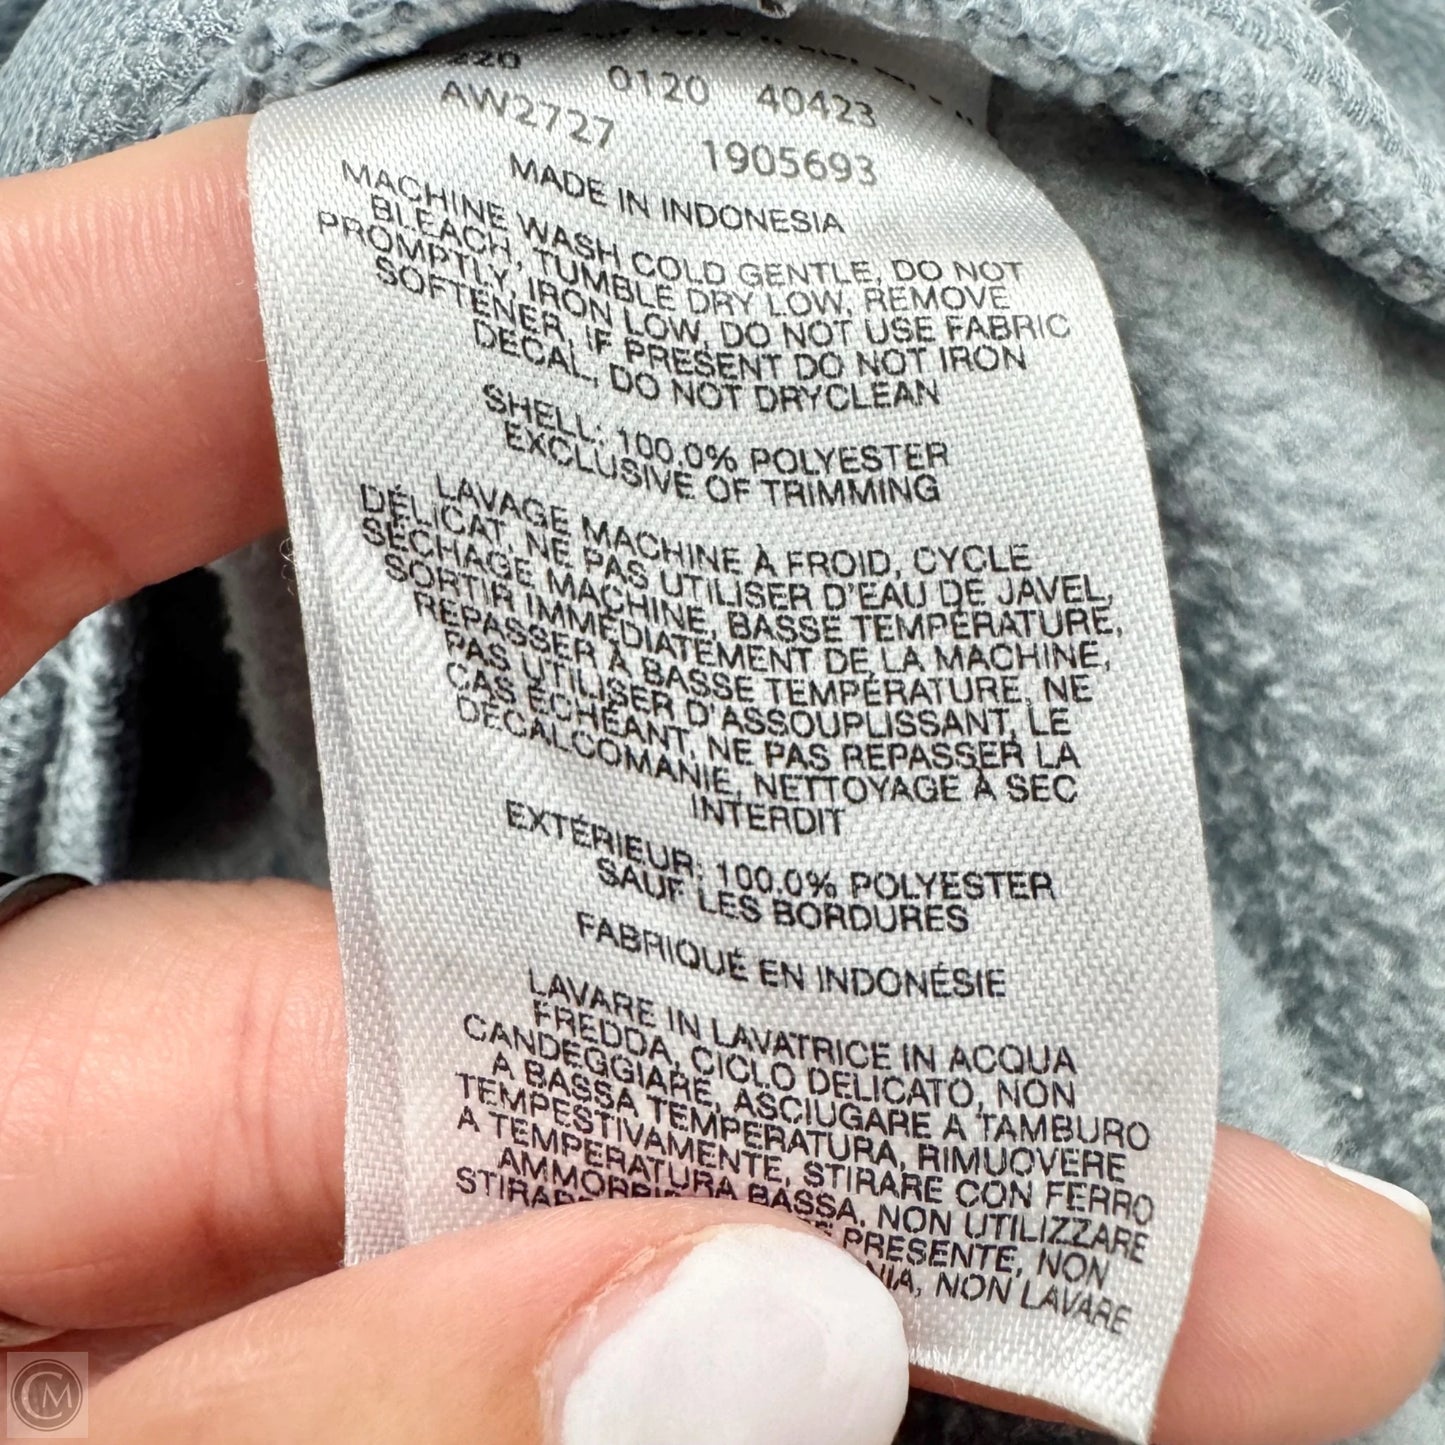 220 0120 40423
AW2727 1905693
MADE IN INDONESIA
MACHINE WASH COLD GENTLE, DO NOT
BLEACH, TUMBLE DRY LOW, REMOVE
PROMPTLY, IRON LOW, DO NOT USE FABRIC
SOFTENER, IF PRESENT DO NOT IRON
DECAL, DO NOT DRYCLEAN
SHELL: 100.0% POLYESTER
EXCLUSIVE OF TRIMMING
LAVAGE MACHINE À FROID, CYCLE
DÉLICAT, NE PAS UTILISER D'EAU DE JAVEL,
SÉCHAGE MACHINE, BASSE TEMPÉRATURE,
SORTIR IMMÉDIATEMENT DE LA MACHINE,
REPASSER À BASSE TEMPÉRATURE, NE
PAS UTILISER D'ASSOUPLISSANT, LE
CAS ÉCHÉANT, NE PAS REPASSER LA
DÉCALCOMANIE, NETTOYAGE À SEC
INTERDIT
EXTÉRIEUR: 100.0% POLYESTER
SAUF LES BORDURES
FABRIQUÉ EN INDONÉSIE
LAVARE IN LAVATRICE IN ACQUA
FREDDA, CICLO DELICATO, NON
CANDEGGIARE, ASCIUGARE A TAMBURO
A BASSA TEMPERATURA, RIMUOVERE
TEMPESTIVAMENTE, STIRARE CON FERRO
A TEMPERATURA BASSA, NON UTILIZZARE
PRESENTE, NON
NON LAVARE
CM